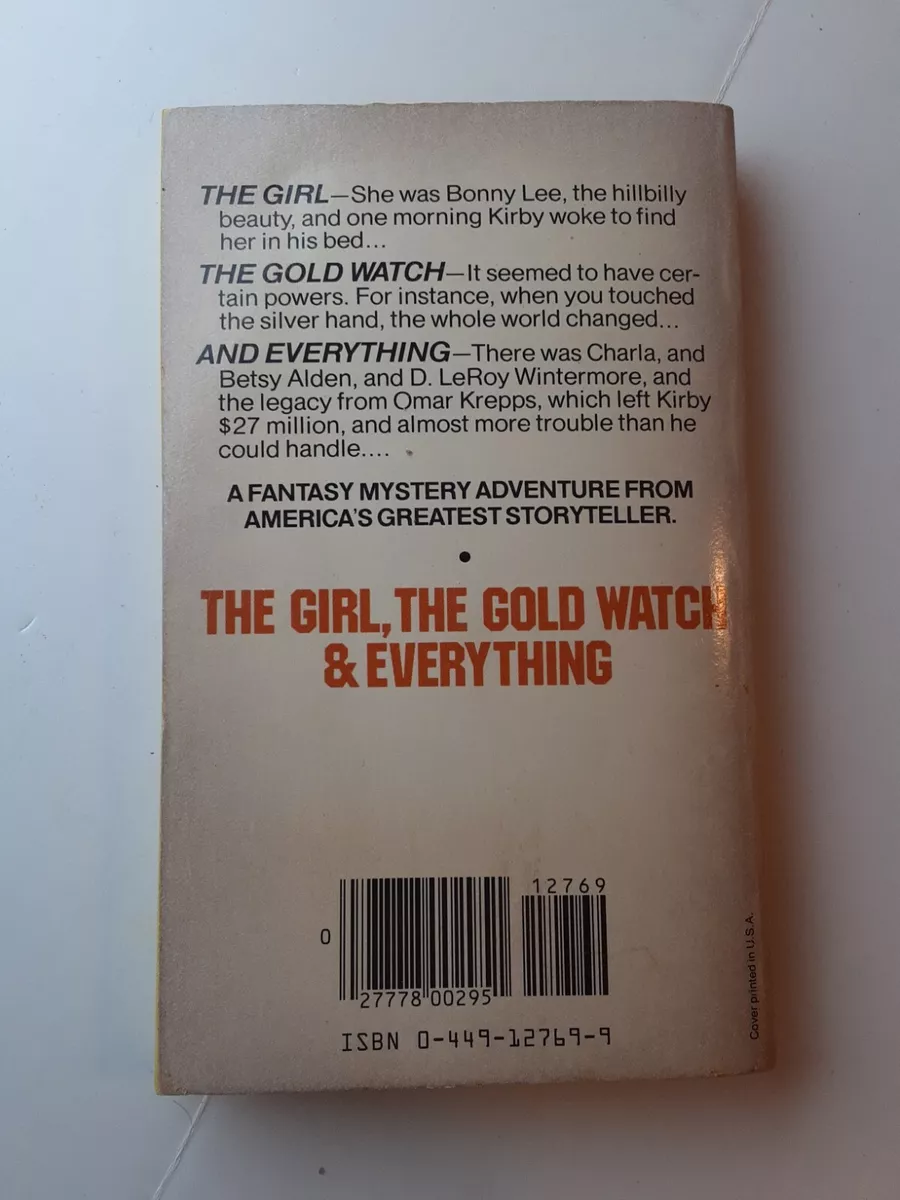 THE GIRL—She was Bonny Lee, the hillbilly
beauty, and one morning Kirby woke to find
her in his bed...
THE GOLD WATCH—It seemed to have cer-
tain powers. For instance, when you touched
the silver hand, the whole world changed...
AND EVERYTHING—There was Charla, and
Betsy Alden, and D. LeRoy Wintermore, and
the legacy from Omar Krepps, which left Kirby
$27 million, and almost more trouble than he
could handle....
A FANTASY MYSTERY ADVENTURE FROM
AMERICA'S GREATEST STORYTELLER.
•
THE GIRL, THE GOLD WATCH
& EVERYTHING
12769
0
27778 00295
ISBN 0-449-12769-9
Cover printed in U.S.A.